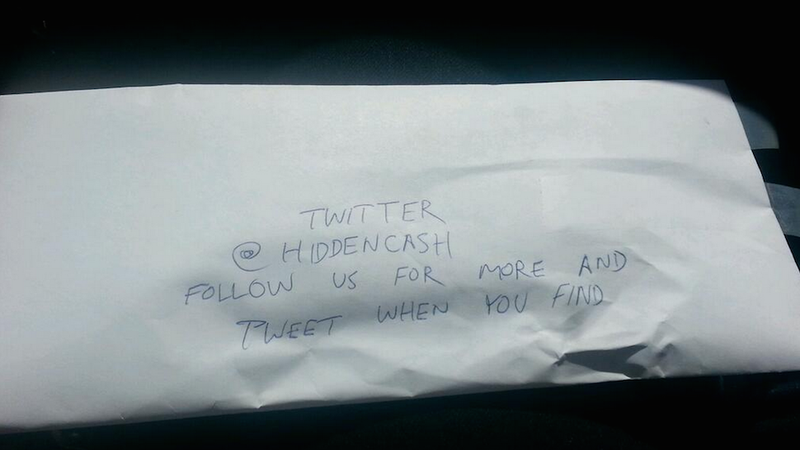 TWITTER
@ HIDDENCASH
FOLLOW US FOR MORE AND
TWEET WHEN YOU FIND